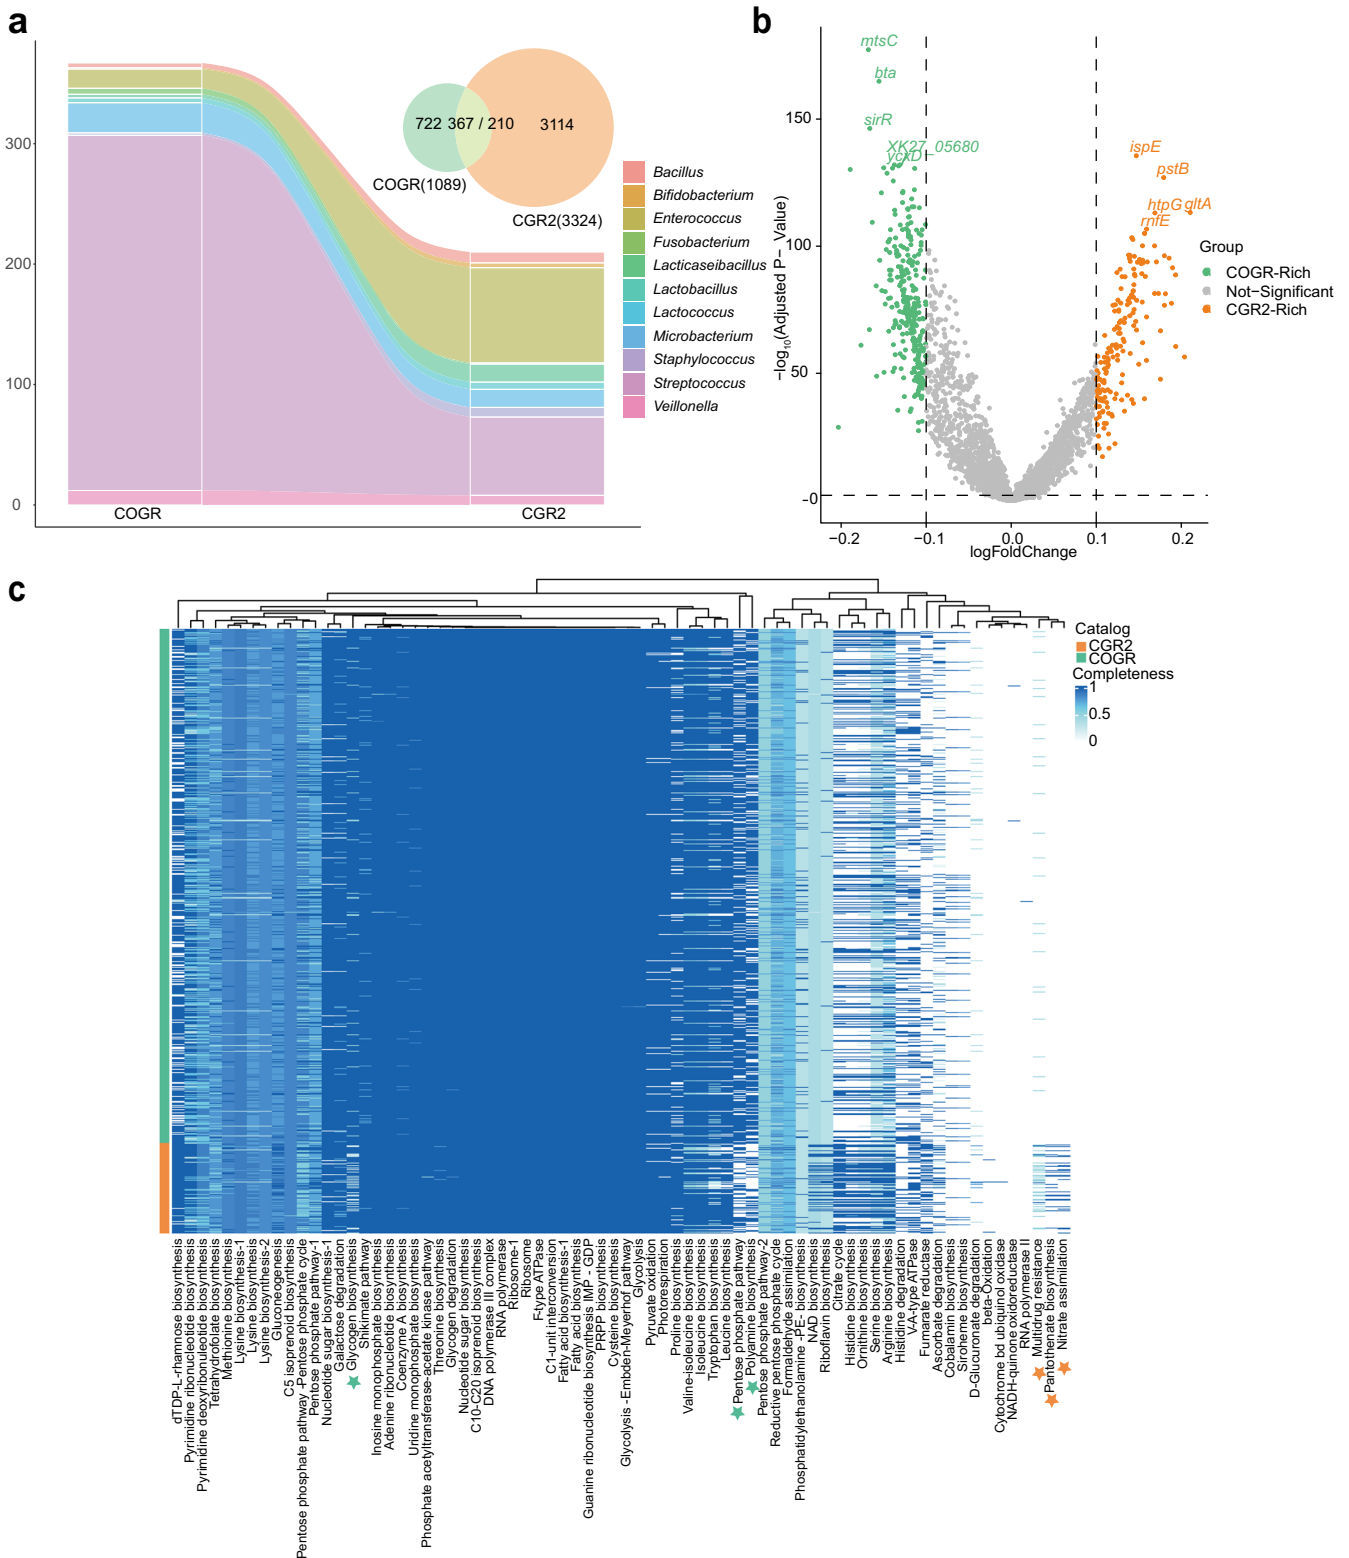 a
300
200
100
0
COGR
CGR2
722
367 / 210
3114
COGR(1089)
CGR2(3324)
Bacillus
Bifidobacterium
Enterococcus
Fusobacterium
Lacticaseibacillus
Lactobacillus
Lactococcus
Microbacterium
Staphylococcus
Streptococcus
Veillonella
b
−log10(Adjusted P− Value)
150
100
50
0
−0.2
−0.1
0.0
0.1
0.2
logFoldChange
mtsC
bta
sirR
XK27_05680
ycxD
ispE
pstB
htpG
gltA
rnfE
Group
COGR-Rich
Not−Significant
CGR2-Rich
c
Catalog
CGR2
COGR
Completeness
1
0.5
0
dTDP-L-rhamnose biosynthesis
Pyrimidine ribonucleotide biosynthesis
Pyrimidine deoxyribonucleotide biosynthesis
Tetrahydrofolate biosynthesis
Methionine biosynthesis
Lysine biosynthesis-1
Lysine biosynthesis
Lysine biosynthesis-2
Gluconeogenesis
C5 isoprenoid biosynthesis
Pentose phosphate pathway -Pentose phosphate cycle
Pentose phosphate pathway-1
Nucleotide sugar biosynthesis-1
Galactose degradation
Glycogen biosynthesis
Shikimate pathway
Inosine monophosphate biosynthesis
Adenine ribonucleotide biosynthesis
Coenzyme A biosynthesis
Uridine monophosphate biosynthesis
Phosphate acetyltransferase-acetate kinase pathway
Threonine biosynthesis
Glycogen degradation
Nucleotide sugar biosynthesis
C10-C20 isoprenoid biosynthesis
DNA polymerase III complex
RNA polymerase
Ribosome-1
Ribosome
F-type ATPase
C1-unit interconversion
Fatty acid biosynthesis-1
Fatty acid biosynthesis
Guanine ribonucleotide biosynthesis IMP - GDP
PRPP biosynthesis
Cysteine biosynthesis
Glycolysis -Embden-Meyerhof pathway
Glycolysis
Pyruvate oxidation
Photorespiration
Proline biosynthesis
Valine-isoleucine biosynthesis
Isoleucine biosynthesis
Tryptophan biosynthesis
Leucine biosynthesis
Pentose phosphate pathway
Polyamine biosynthesis
Pentose phosphate pathway-2
Reductive pentose phosphate cycle
Formaldehyde assimilation
Phosphatidylethanolamine -PE- biosynthesis
NAD biosynthesis
Riboflavin biosynthesis
Citrate cycle
Histidine biosynthesis
Ornithine biosynthesis
Serine biosynthesis
Arginine biosynthesis
Histidine degradation
V-A-type ATPase
Fumarate reductase
Ascorbate degradation
Cobalamin biosynthesis
Siroheme biosynthesis
D-Glucuronate degradation
beta-Oxidation
Cytochrome bd ubiquinol oxidase
NADH-quinone oxidoreductase
RNA polymerase II
Multidrug resistance
Pantothenate biosynthesis
Nitrate assimilation